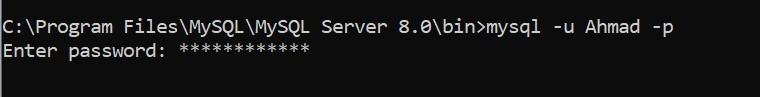 C:\Program Files\MySQL\MySQL Server 8.0\bin>mysql -u Ahmad -p
Enter password: ************